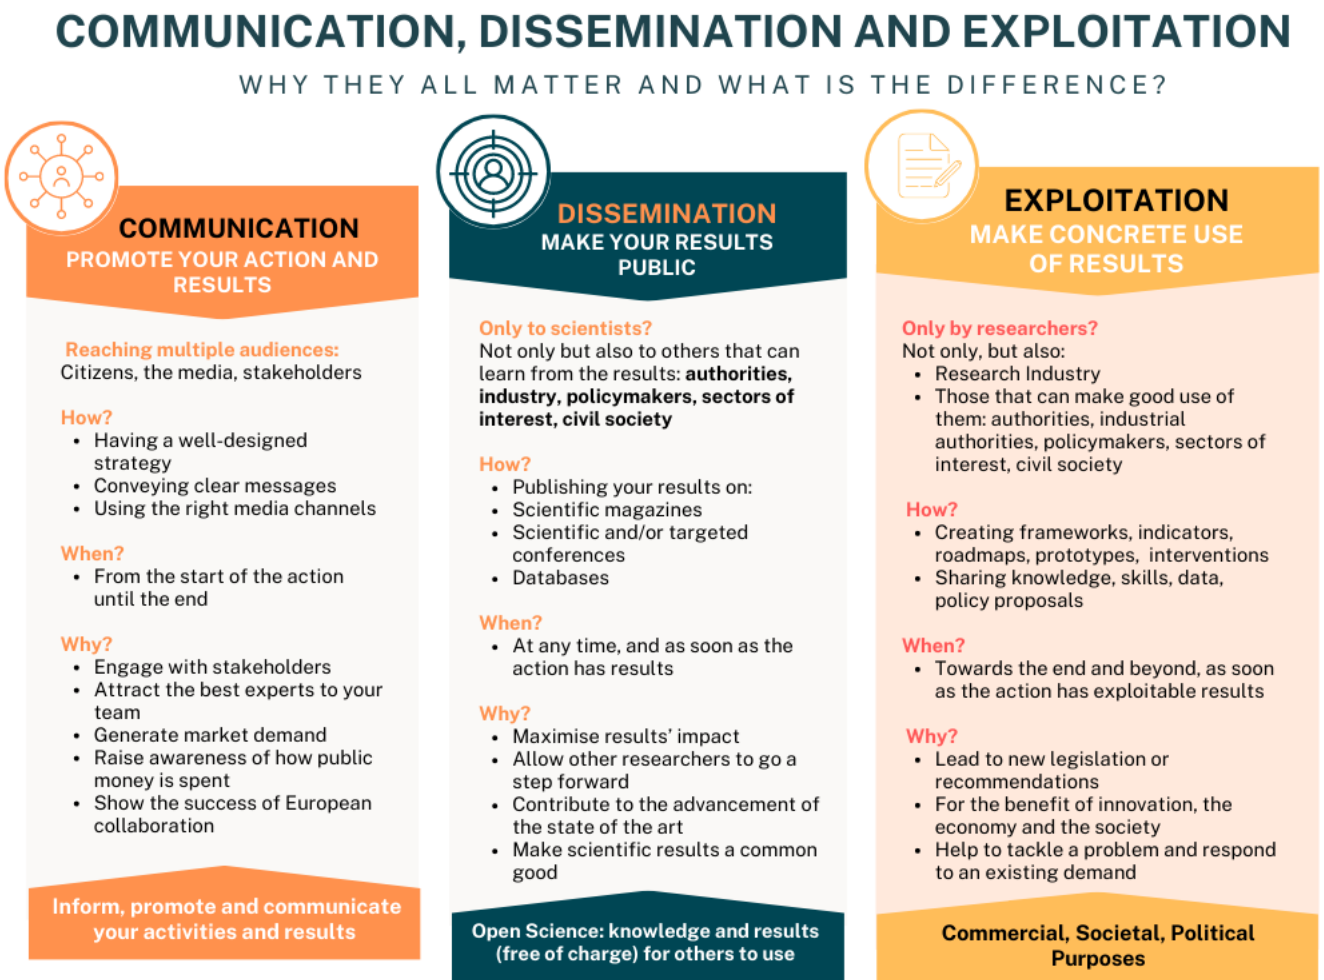 COMMUNICATION, DISSEMINATION AND EXPLOITATION
WHY THEY ALL MATTER AND WHAT IS THE DIFFERENCE?
COMMUNICATION
PROMOTE YOUR ACTION AND
RESULTS
Reaching multiple audiences:
Citizens, the media, stakeholders
How?
• Having a well-designed
strategy
• Conveying clear messages
• Using the right media channels
When?
• From the start of the action
until the end
Why?
• Engage with stakeholders
• Attract the best experts to your
team
• Generate market demand
• Raise awareness of how public
money is spent
• Show the success of European
collaboration
Inform, promote and communicate
your activities and results
DISSEMINATION
MAKE YOUR RESULTS
PUBLIC
Only to scientists?
Not only but also to others that can
learn from the results: authorities,
industry, policymakers, sectors of
interest, civil society
How?
• Publishing your results on:
• Scientific magazines
• Scientific and/or targeted
conferences
• Databases
When?
• At any time, and as soon as the
action has results
Why?
• Maximise results’ impact
• Allow other researchers to go a
step forward
• Contribute to the advancement of
the state of the art
• Make scientific results a common
good
Open Science: knowledge and results
(free of charge) for others to use
EXPLOITATION
MAKE CONCRETE USE
OF RESULTS
Only by researchers?
Not only, but also:
• Research Industry
• Those that can make good use of
them: authorities, industrial
authorities, policymakers, sectors of
interest, civil society
How?
• Creating frameworks, indicators,
roadmaps, prototypes, interventions
• Sharing knowledge, skills, data,
policy proposals
When?
• Towards the end and beyond, as soon
as the action has exploitable results
Why?
• Lead to new legislation or
recommendations
• For the benefit of innovation, the
economy and the society
• Help to tackle a problem and respond
to an existing demand
Commercial, Societal, Political
Purposes